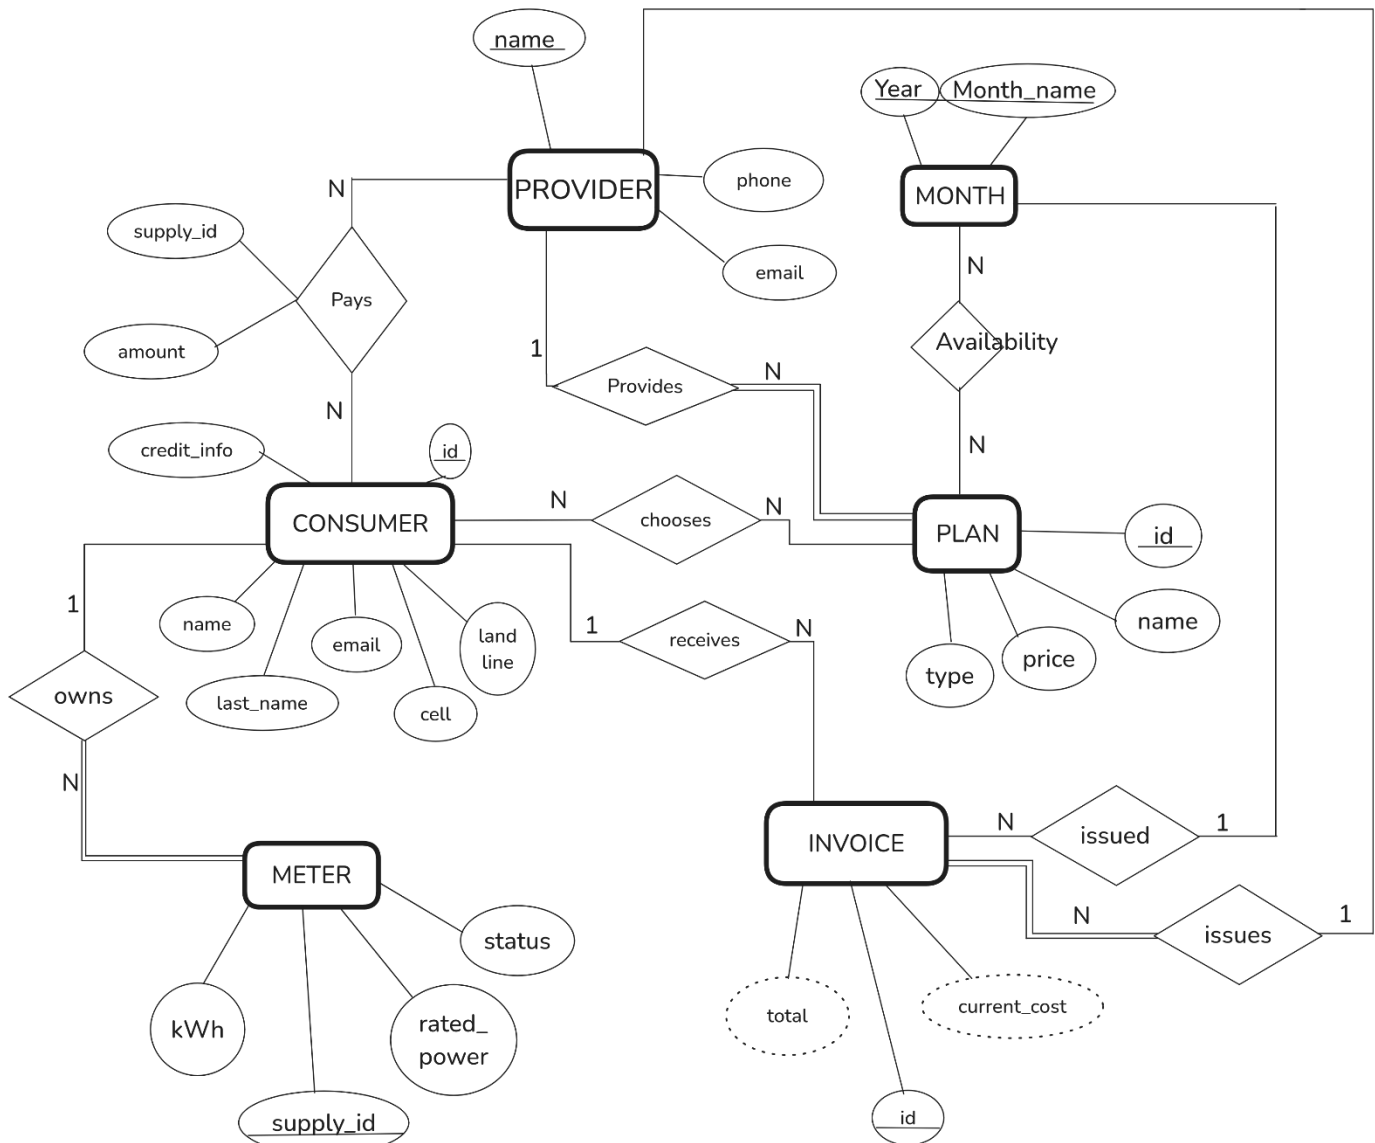 name
Year
Month_name
PROVIDER
phone
MONTH
N
supply_id
email
N
Pays
amount
1
Provides
N
Availability
N
N
credit_info
id
CONSUMER
N
chooses
N
PLAN
id
1
name
email
land
line
1
receives
N
name
type
price
owns
last_name
cell
N
INVOICE
N
issued
1
METER
status
N
issues
1
kWh
rated_
power
total
current_cost
supply_id
id